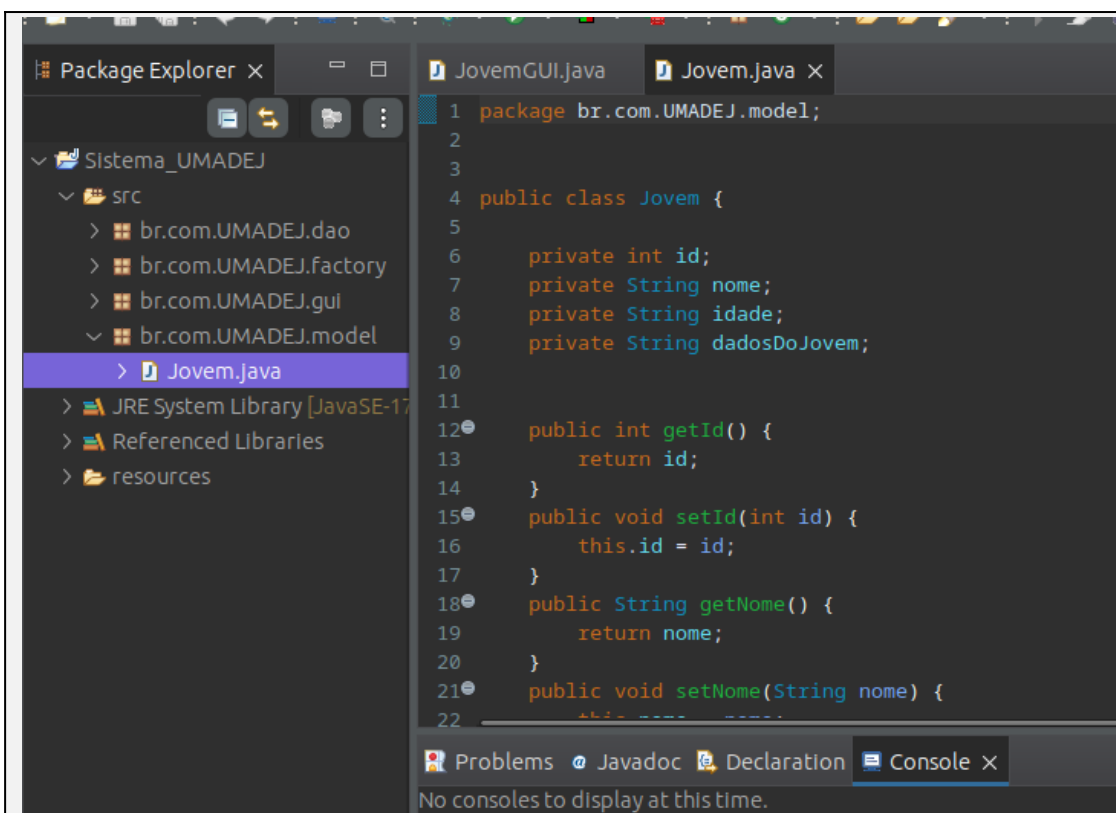 Package Explorer
Sistema_UMADEJ
src
br.com.UMADEJ.dao
br.com.UMADEJ.factory
br.com.UMADEJ.gui
br.com.UMADEJ.model
Jovem.java
JRE System Library [JavaSE-17
Referenced Libraries
resources
JovemGUI.java
Jovem.java
1 package br.com.UMADEJ.model;
2
3
4 public class Jovem {
5
6 private int id;
7 private String nome;
8 private String idade;
9 private String dadosDoJovem;
10
11
12 public int getId() {
13 return id;
14 }
15 public void setId(int id) {
16 this.id = id;
17 }
18 public String getNome() {
19 return nome;
20 }
21 public void setNome(String nome) {
22
Problems
@ Javadoc
Declaration
Console
No consoles to display at this time.